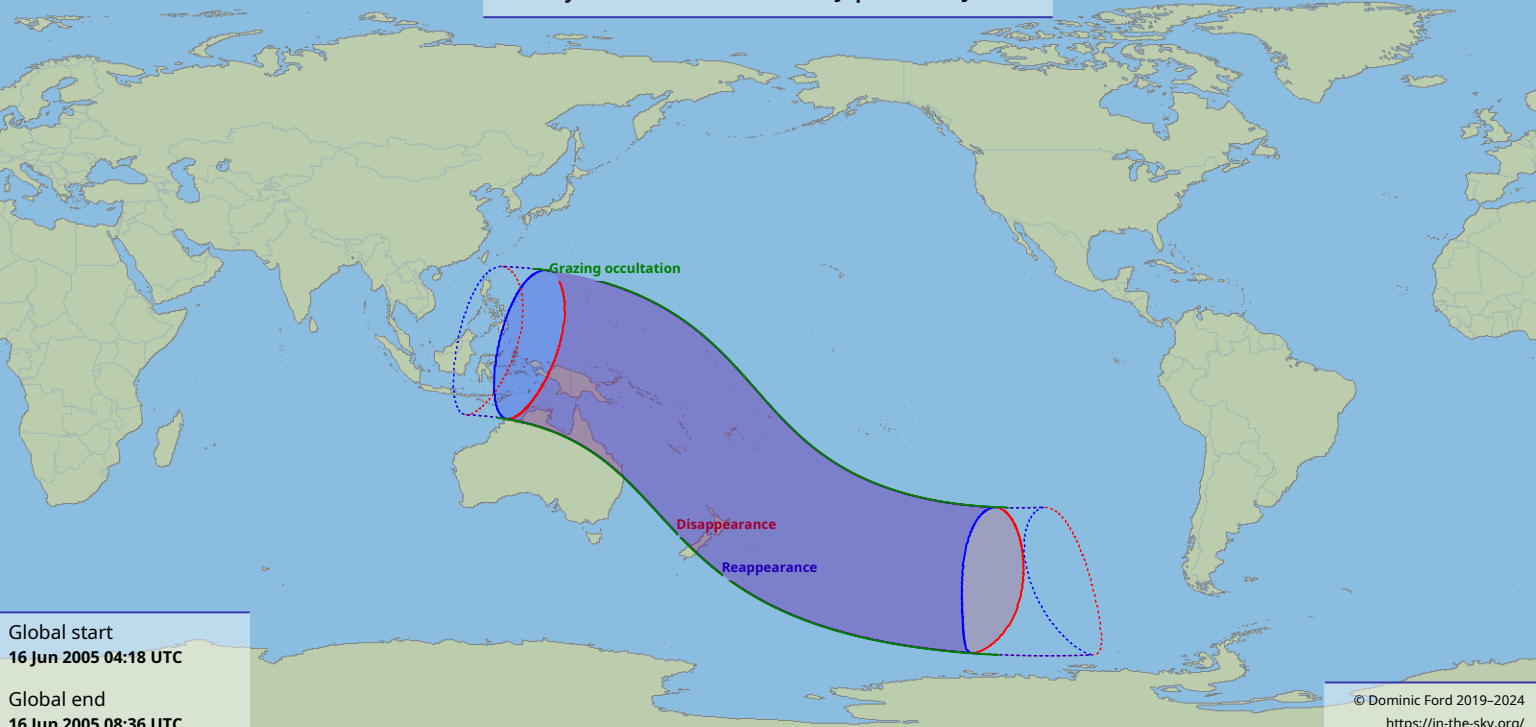 Grazing occultation
Disappearance
Reappearance
Global start
16 Jun 2005 04:18 UTC
Global end
16 Jun 2005 08:36 UTC
© Dominic Ford 2019–2024
https://in-the-sky.org/